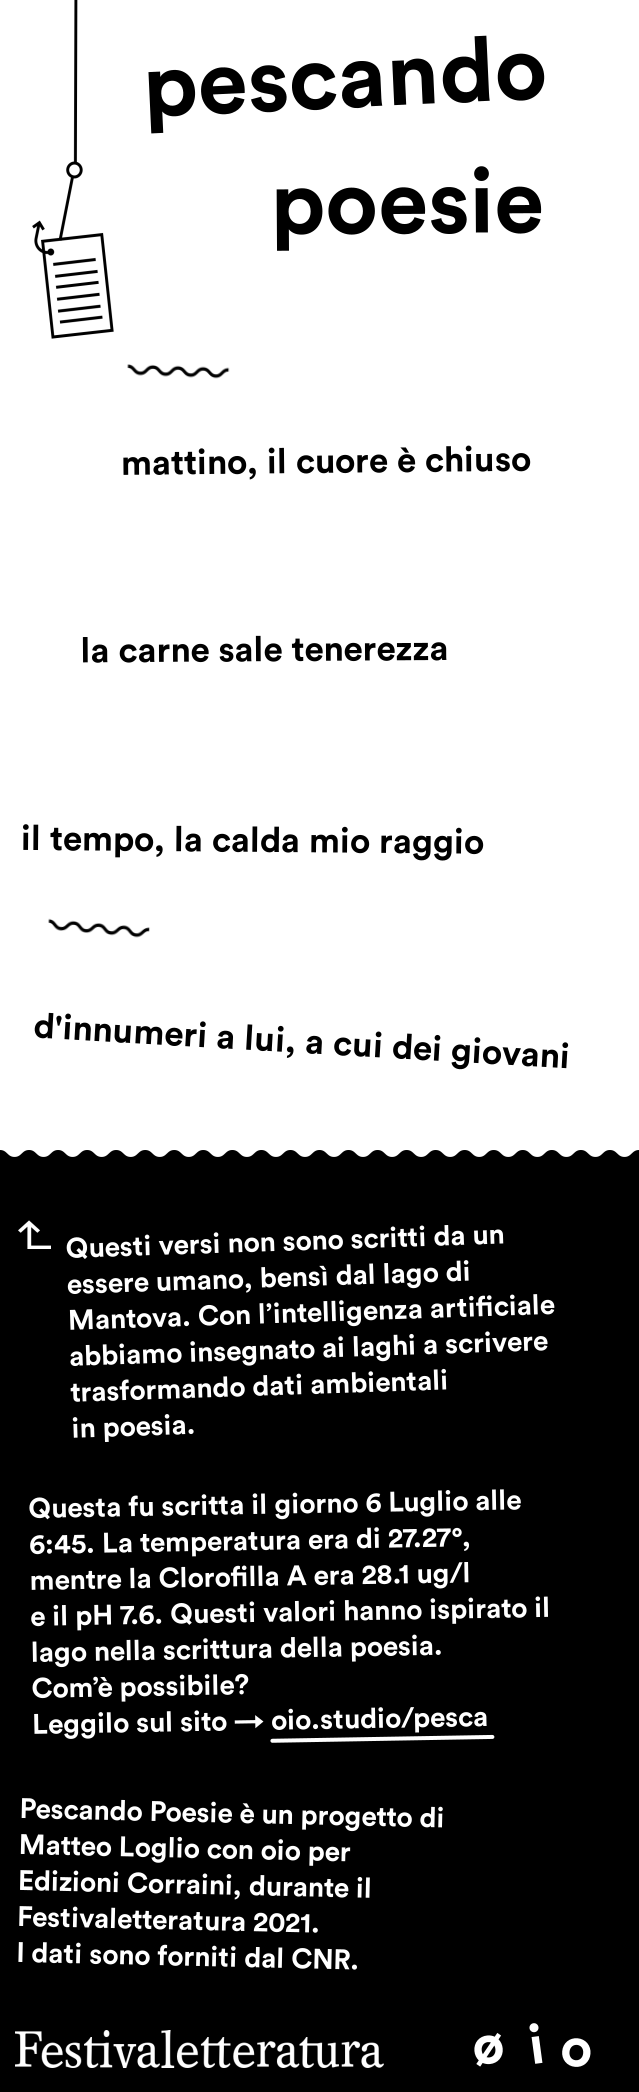 pescando
poesie
mattino, il cuore è chiuso
la carne sale tenerezza
il tempo, la calda mio raggio
d'innumeri a lui, a cui dei giovani
Questi versi non sono scritti da un
essere umano, bensì dal lago di
Mantova. Con l’intelligenza artificiale
abbiamo insegnato ai laghi a scrivere
trasformando dati ambientali
in poesia.
Questa fu scritta il giorno 6 Luglio alle
6:45. La temperatura era di 27.27°,
mentre la Clorofilla A era 28.1 ug/l
e il pH 7.6. Questi valori hanno ispirato il
lago nella scrittura della poesia.
Com’è possibile?
Leggilo sul sito → oio.studio/pesca
Pescando Poesie è un progetto di
Matteo Loglio con oio per
Edizioni Corraini, durante il
Festivaletteratura 2021.
I dati sono forniti dal CNR.
Festivaletteratura øio